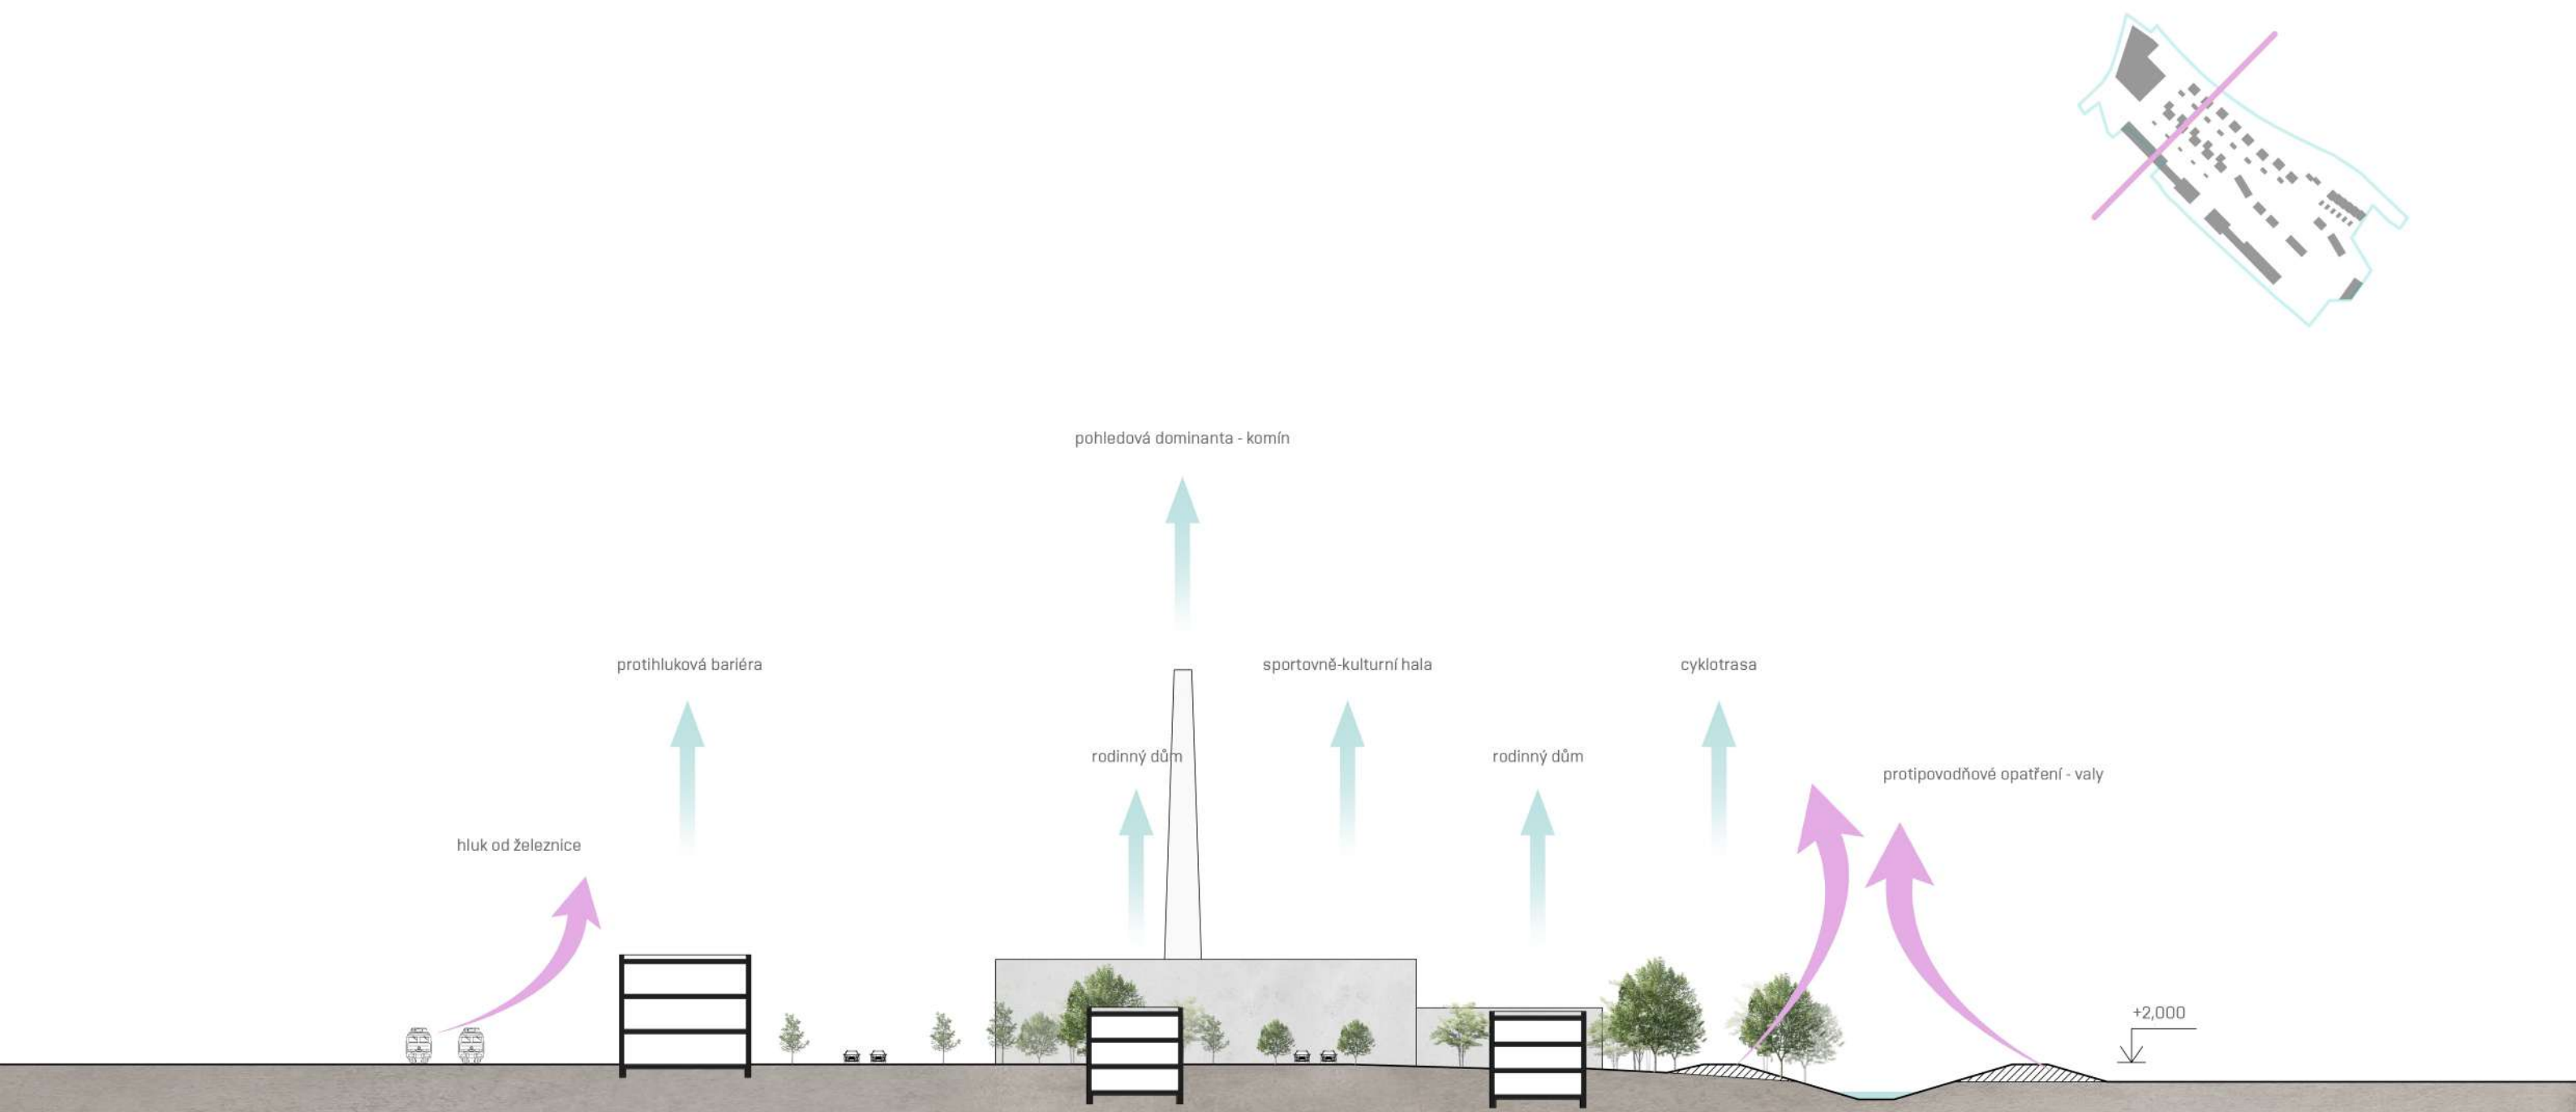 pohledová dominanta - komín
protihluková bariéra
sportovně-kulturní hala
cyklotrasa
rodinný dům
rodinný dům
protipovodňové opatření - valy
hluk od železnice
+2,000